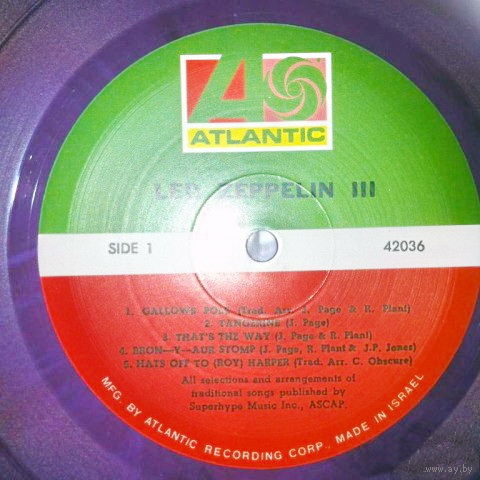 ATLANTIC
LED ZEPPELIN III
SIDE 1
42036
1. GALLOWS POLE (Trad. Arr. J. Page & R. Plant)
2. TANGERINE (J. Page)
3. THAT'S THE WAY (J. Page & R. Plant)
4. BRON—Y—AUR STOMP (J. Page, R. Plant & J.P. Jones)
5. HATS OFF TO (ROY) HARPER (Trad. Arr. C. Obscure)
All selections and arrangements of
traditional songs published by
Superhype Music Inc., ASCAP.
MFG. BY ATLANTIC RECORDING CORP., MADE IN ISRAEL
www.ay.by